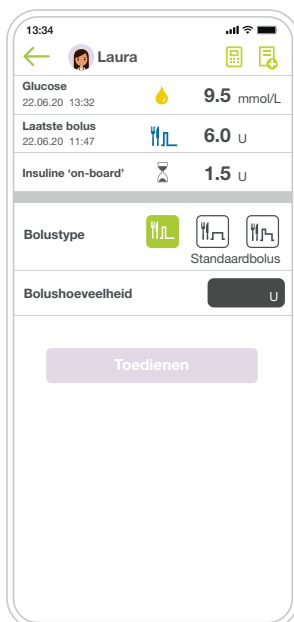 13:34
Laura
Glucose
22.06.20 13:32
9.5 mmol/L
Laatste bolus
22.06.20 11:47
6.0 U
Insuline ‘on-board’
1.5 U
Bolustype
Standaardbolus
Bolushoeveelheid
U
Toedienen